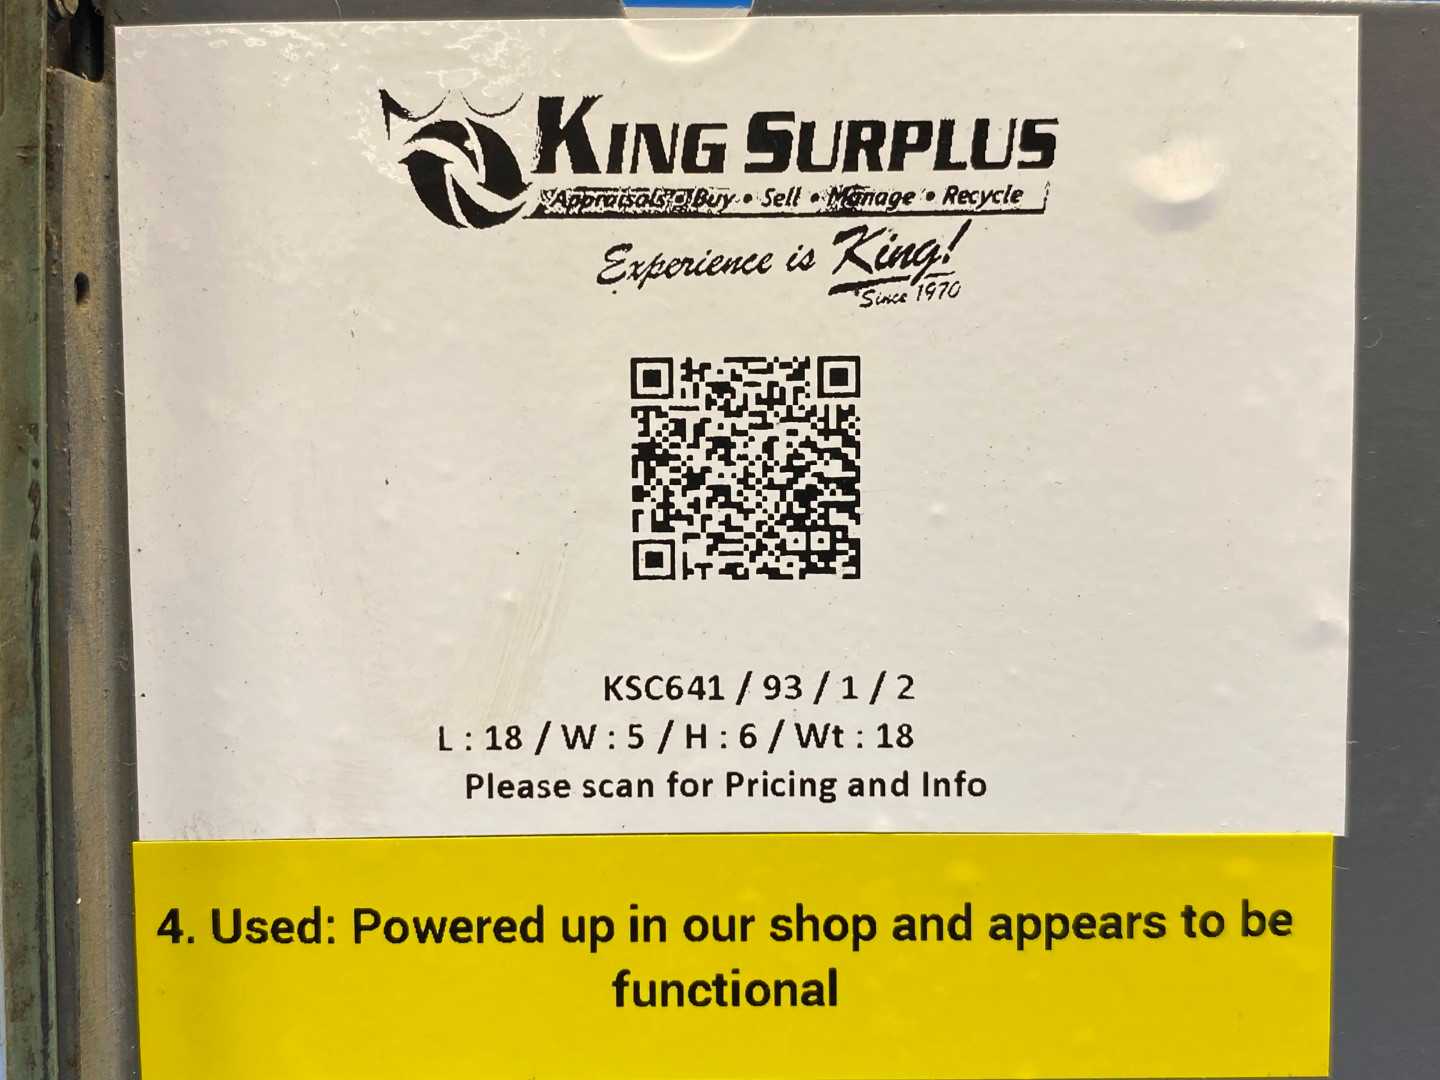 KING SURPLUS
Appraisals • Buy • Sell • Manage • Recycle
Experience is King!
Since 1970
KSC641 / 93 / 1 / 2
L : 18 / W : 5 / H : 6 / Wt : 18
Please scan for Pricing and Info
4. Used: Powered up in our shop and appears to be
functional